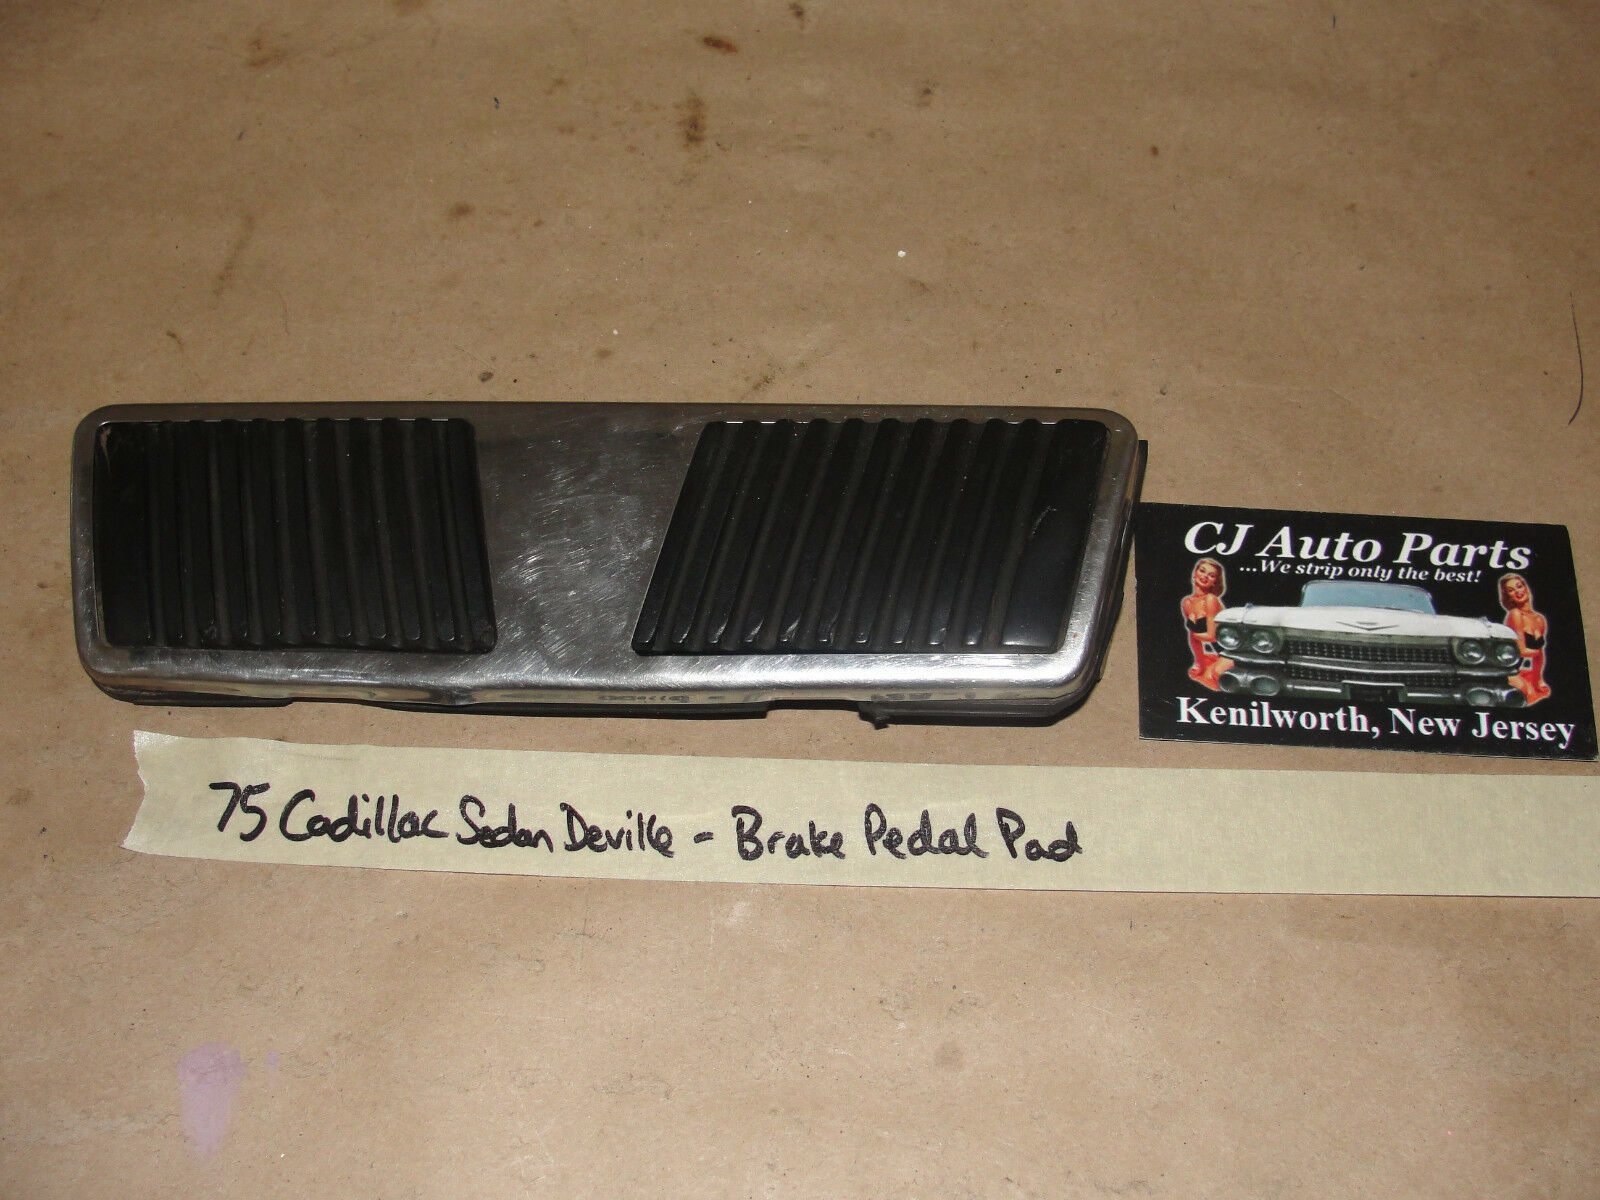 CJ Auto Parts
...We strip only the best!
Kenilworth, New Jersey
75 Cadillac Sedan Deville - Brake Pedal Pad